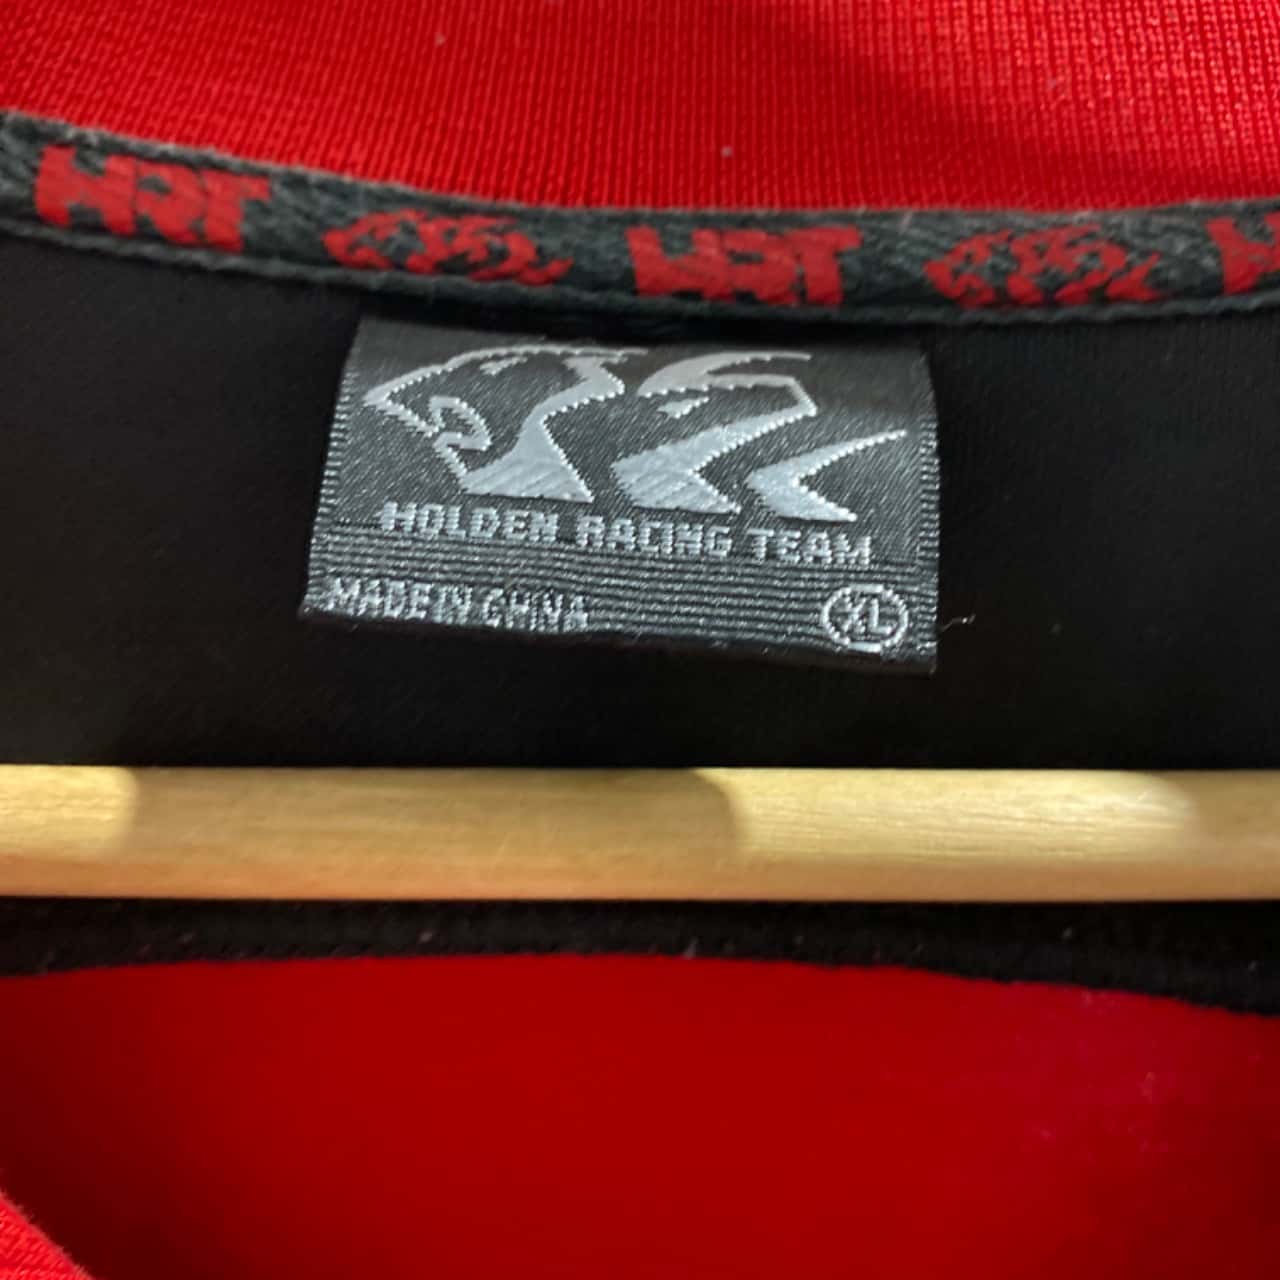 HRT HRT
HOLDEN RACING TEAM
MADE IN CHINA
XL